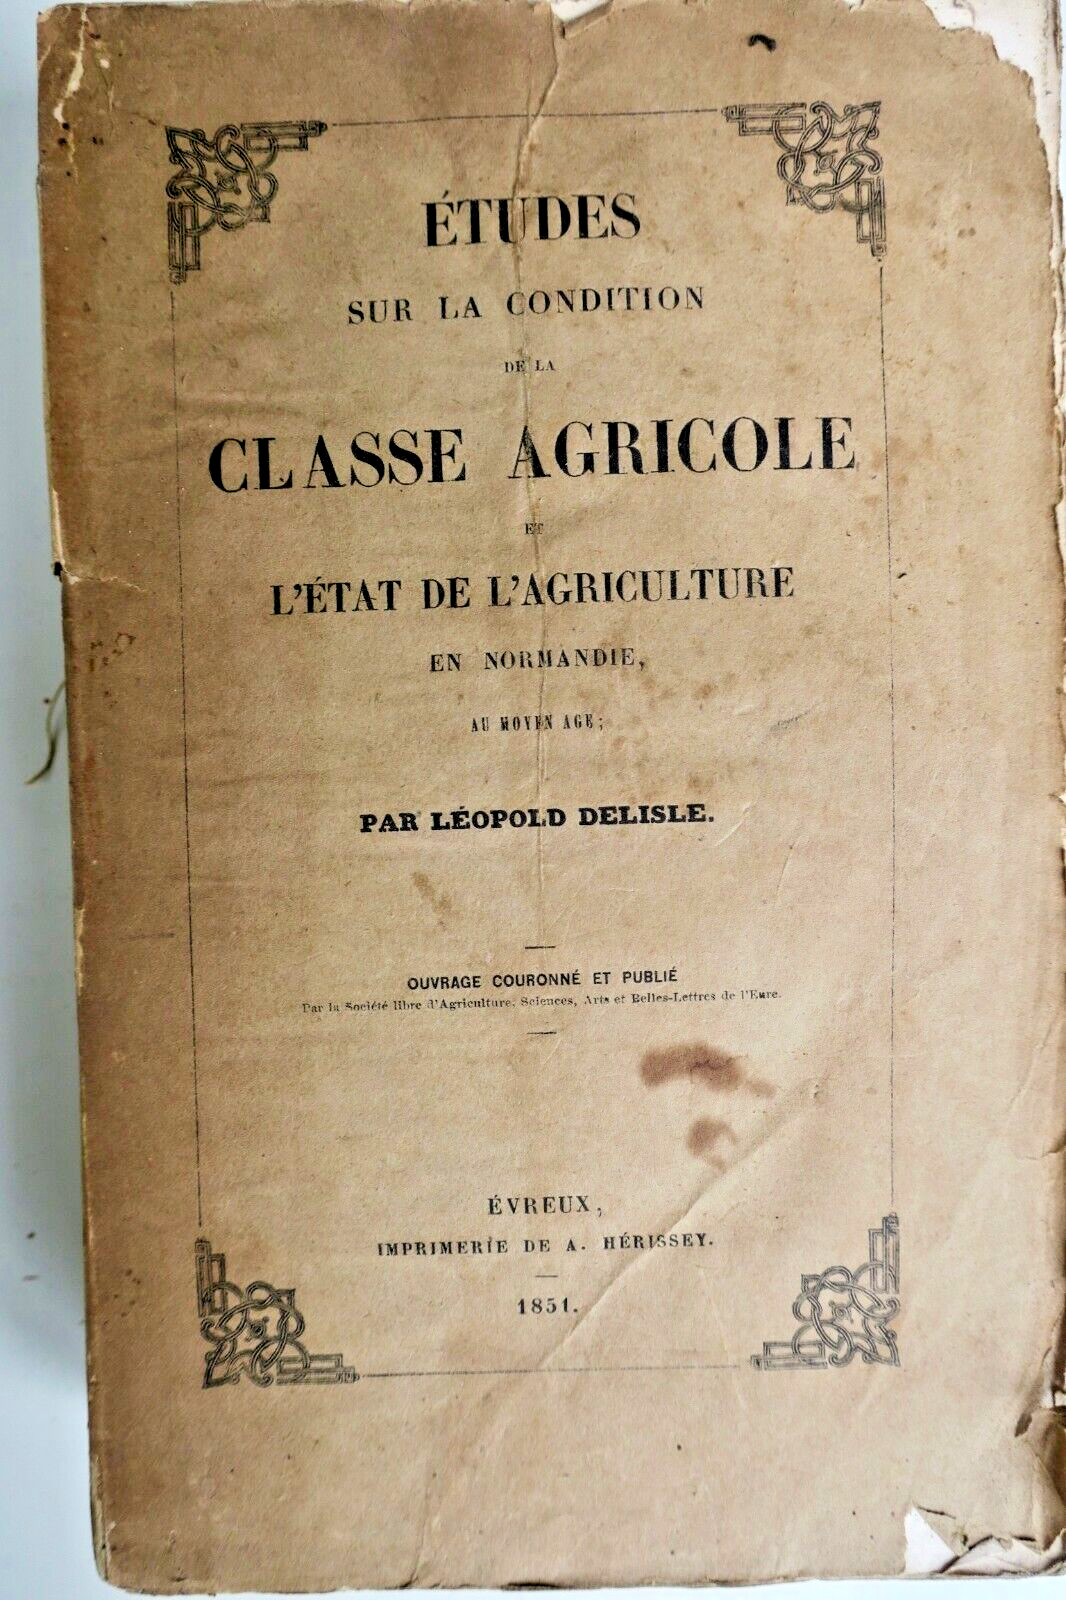 ÉTUDES
SUR LA CONDITION
DE LA
CLASSE AGRICOLE
ET
L'ÉTAT DE L'AGRICULTURE
EN NORMANDIE,
AU MOYEN AGE;
PAR LÉOPOLD DELISLE.
OUVRAGE COURONNÉ ET PUBLIÉ
Par la Société libre d'Agriculture, Sciences, Arts et Belles-Lettres de l'Eure.
ÉVREUX,
IMPRIMERIE DE A. HÉRISSEY.
1851.